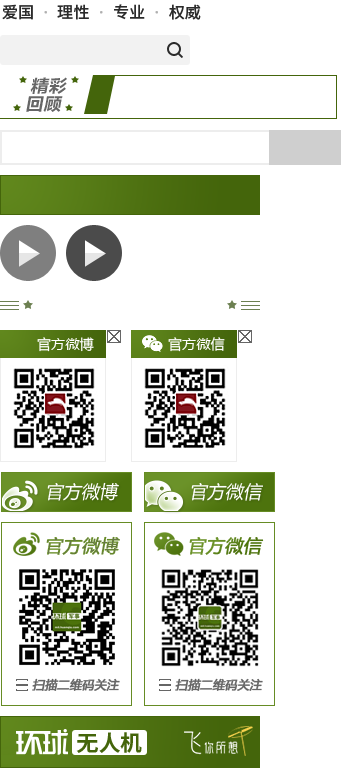 爱国 · 理性 · 专业 · 权威
精彩
回顾
官方微博
官方微信
官方微博
官方微信
官方微博
官方微信
扫描二维码关注
扫描二维码关注
环球 无人机 飞你所想